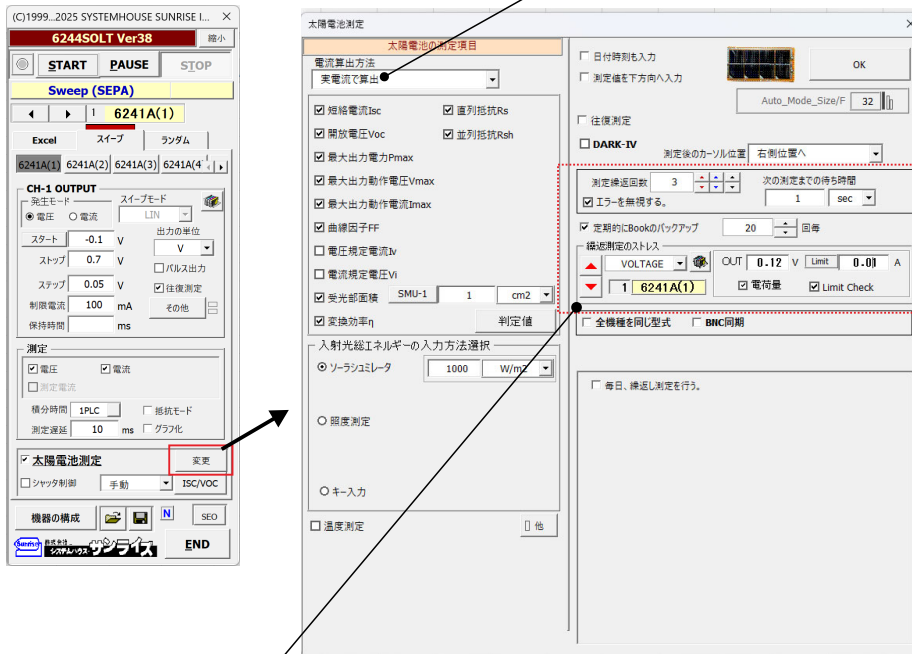 (C)1999...2025 SYSTEMHOUSE SUNRISE I...
6244SOLT Ver38
縮小
START
PAUSE
STOP
Sweep (SEPA)
1 6241A(1)
Excel
スイープ
ランダム
6241A(1) 6241A(2) 6241A(3) 6241A(4
CH-1 OUTPUT
発生モード
電圧
電流
スイープモード
LIN
スタート -0.1 V
ストップ 0.7 V
ステップ 0.05 V
制限電流 100 mA
保持時間 ms
出力の単位
V
パルス出力
往復測定
その他
測定
電圧
電流
測定電流
積分時間 1PLC
抵抗モード
測定遅延 10 ms
グラフ化
太陽電池測定
変更
シャッタ制御
手動
ISC/VOC
機器の構成
N
SEO
Sunrise
株式会社
システムハウス サンライズ
END
太陽電池測定
太陽電池の測定項目
電流算出方法
実電流で算出
短絡電流Isc
直列抵抗Rs
開放電圧Voc
並列抵抗Rsh
最大出力電力Pmax
最大出力動作電圧Vmax
最大出力動作電流Imax
曲線因子FF
電圧規定電流Iv
電流規定電圧Vi
受光部面積 SMU-1 1 cm2
変換効率η
判定値
入射光総エネルギーの入力方法選択
ソーラシュミレータ 1000 W/m2
照度測定
キー入力
温度測定
他
日付時刻も入力
測定値を下方向へ入力
OK
Auto_Mode_Size/F 32
往復測定
DARK-IV
測定後のカーソル位置 右側位置へ
測定繰返回数 3
次の測定までの待ち時間
エラーを無視する。
1 sec
定期的にBookのバックアップ 20 回毎
繰返測定のストレス
VOLTAGE
OUT 0.12 V Limit 0.01 A
1 6241A(1)
電荷量
Limit Check
全機種を同じ型式
BNC同期
毎日、繰返し測定を行う。